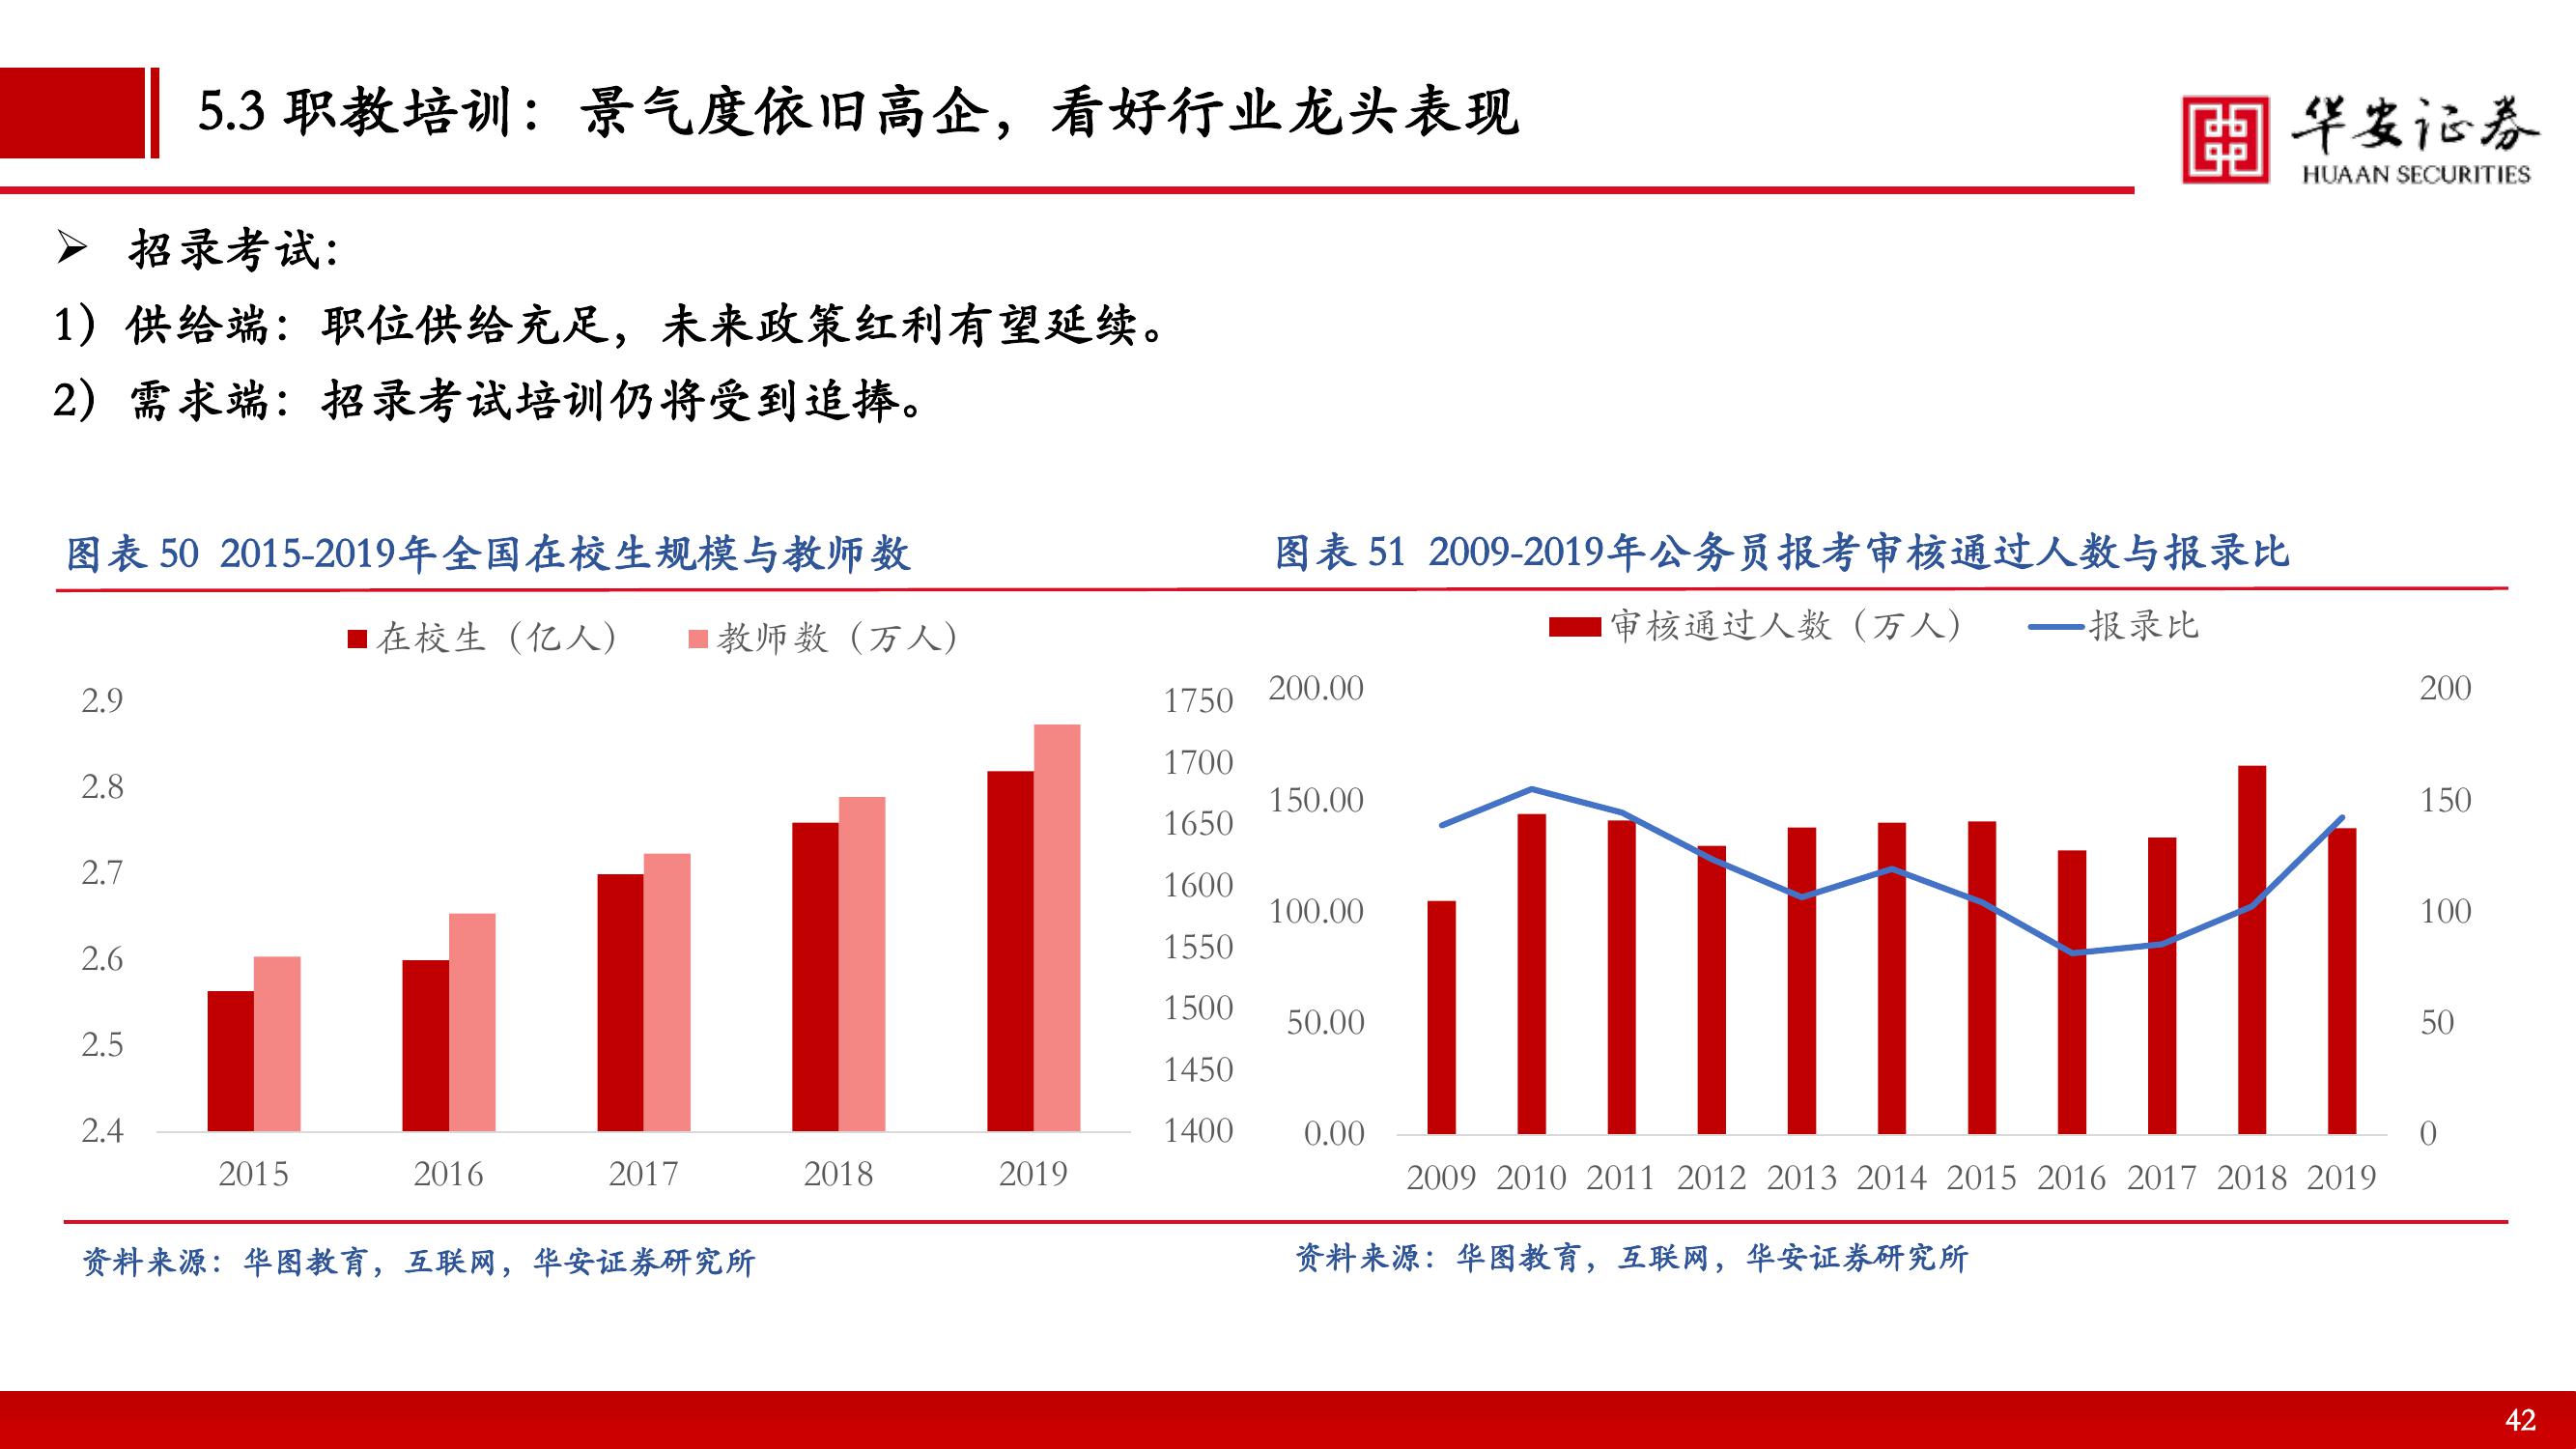 5.3 职教培训：景气度依旧高企，看好行业龙头表现
华安证券
HUAAN SECURITIES
招录考试：
1）供给端：职位供给充足，未来政策红利有望延续。
2）需求端：招录考试培训仍将受到追捧。
图表 50 2015-2019年全国在校生规模与教师数
在校生（亿人） 教师数（万人）
2.9
2.8
2.7
2.6
2.5
2.4
1750
1700
1650
1600
1550
1500
1450
1400
2015 2016 2017 2018 2019
资料来源：华图教育，互联网，华安证券研究所
图表 51 2009-2019年公务员报考审核通过人数与报录比
审核通过人数（万人） 报录比
200.00
150.00
100.00
50.00
0.00
200
150
100
50
0
2009 2010 2011 2012 2013 2014 2015 2016 2017 2018 2019
资料来源：华图教育，互联网，华安证券研究所
42